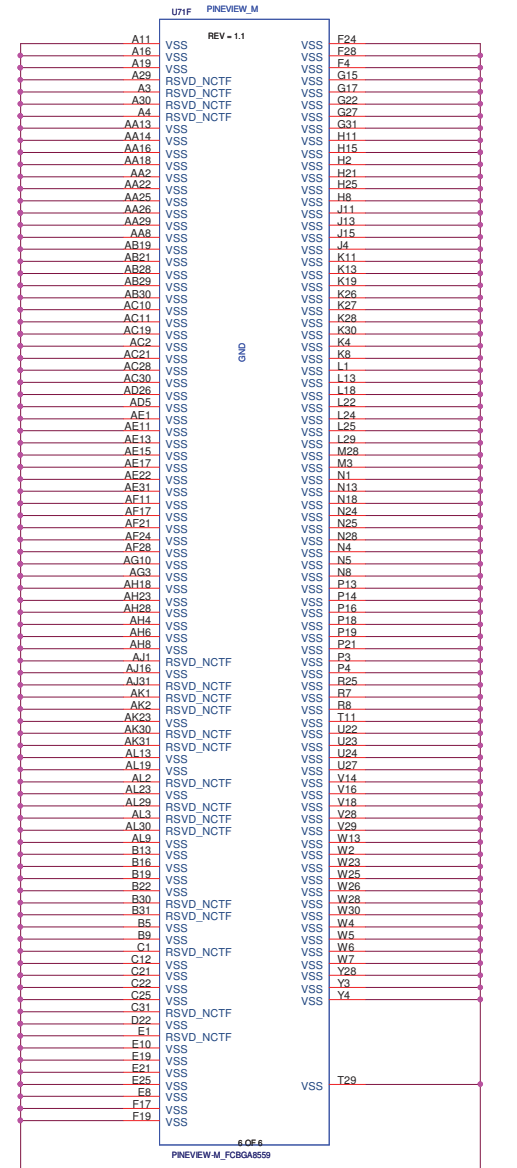 U71F PINEVIEW_M
REV = 1.1
A11 VSS VSS F24
A16 VSS VSS F28
A19 VSS VSS F4
A29 RSVD_NCTF VSS G15
A3 RSVD_NCTF VSS G17
A30 RSVD_NCTF VSS G22
A4 RSVD_NCTF VSS G27
AA13 VSS VSS G31
AA14 VSS VSS H11
AA16 VSS VSS H15
AA18 VSS VSS H2
AA2 VSS VSS H21
AA22 VSS VSS H25
AA25 VSS VSS H8
AA26 VSS VSS J11
AA29 VSS VSS J13
AA8 VSS VSS J15
AB19 VSS VSS J4
AB21 VSS VSS K11
AB28 VSS VSS K13
AB29 VSS VSS K19
AB30 VSS VSS K26
AC10 VSS VSS K27
AC11 VSS VSS K28
AC19 VSS VSS K30
AC2 VSS GND VSS K4
AC21 VSS VSS K8
AC28 VSS VSS L1
AC30 VSS VSS L13
AD26 VSS VSS L18
AD5 VSS VSS L22
AE1 VSS VSS L24
AE11 VSS VSS L25
AE13 VSS VSS L29
AE15 VSS VSS M28
AE17 VSS VSS M3
AE22 VSS VSS N1
AE31 VSS VSS N13
AF11 VSS VSS N18
AF17 VSS VSS N24
AF21 VSS VSS N25
AF24 VSS VSS N28
AF28 VSS VSS N4
AG10 VSS VSS N5
AG3 VSS VSS N8
AH18 VSS VSS P13
AH23 VSS VSS P14
AH28 VSS VSS P16
AH4 VSS VSS P18
AH6 VSS VSS P19
AH8 VSS VSS P21
AJ1 RSVD_NCTF VSS P3
AJ16 VSS VSS P4
AJ31 RSVD_NCTF VSS R25
AK1 RSVD_NCTF VSS R7
AK2 RSVD_NCTF VSS R8
AK23 VSS VSS T11
AK30 RSVD_NCTF VSS U22
AK31 RSVD_NCTF VSS U23
AL13 VSS VSS U24
AL19 VSS VSS U27
AL2 RSVD_NCTF VSS V14
AL23 VSS VSS V16
AL29 RSVD_NCTF VSS V18
AL3 RSVD_NCTF VSS V28
AL30 RSVD_NCTF VSS V29
AL9 VSS VSS W13
B13 VSS VSS W2
B16 VSS VSS W23
B19 VSS VSS W25
B22 VSS VSS W26
B30 RSVD_NCTF VSS W28
B31 RSVD_NCTF VSS W30
B5 VSS VSS W4
B9 VSS VSS W5
C1 RSVD_NCTF VSS W6
C12 VSS VSS W7
C21 VSS VSS Y28
C22 VSS VSS Y3
C25 VSS VSS Y4
C31 RSVD_NCTF
D22 VSS
E1 RSVD_NCTF
E10 VSS
E19 VSS
E21 VSS
E25 VSS VSS T29
E8 VSS
F17 VSS
F19 VSS
6 OF 6
PINEVIEW-M_FCBGA8559